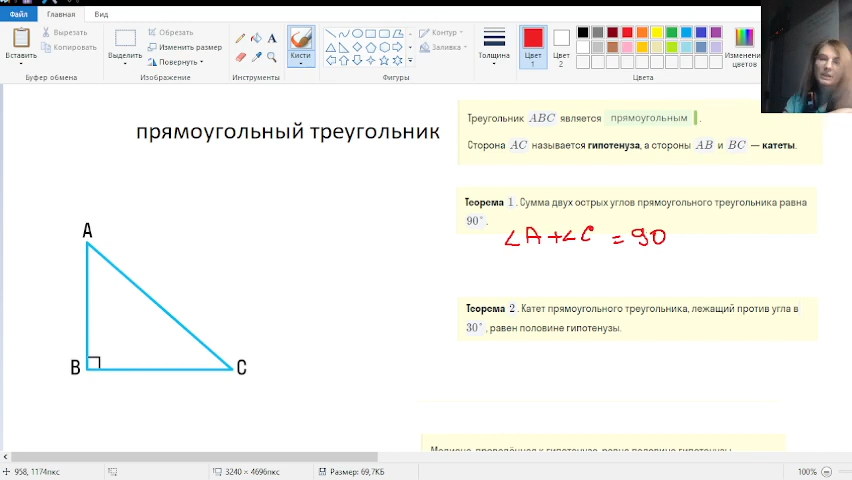 Файл
Главная
Вид
Вставить
Вырезать
Копировать
Буфер обмена
Выделить
Обрезать
Изменить размер
Повернуть
Изображение
Инструменты
Кисти
Контур
Заливка
Фигуры
Толщина
Цвет 1
Цвет 2
Изменение цветов
Цвета
прямоугольный треугольник
A
B
C
Треугольник ABC является прямоугольным .
Сторона AC называется гипотенуза, а стороны AB и BC — катеты.
Теорема 1. Сумма двух острых углов прямоугольного треугольника равна
90°.
∠A+∠C = 90
Теорема 2. Катет прямоугольного треугольника, лежащий против угла в
30°, равен половине гипотенузы.
958, 1174пкс
3240 × 4696пкс
Размер: 69,7КБ
100%